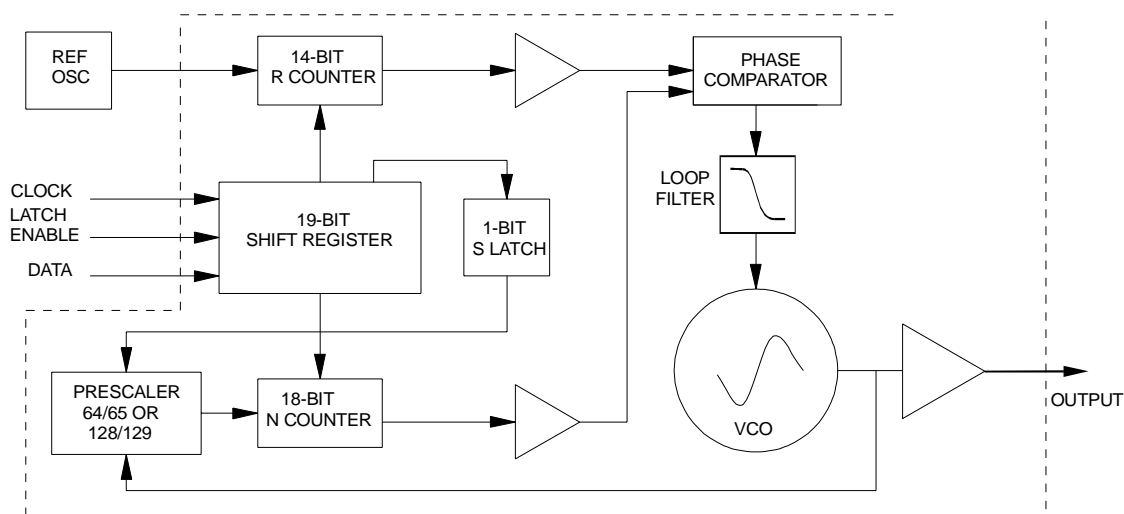 REF
OSC
14-BIT
R COUNTER
PHASE
COMPARATOR
CLOCK
LATCH
ENABLE
DATA
19-BIT
SHIFT REGISTER
1-BIT
S LATCH
LOOP
FILTER
PRESCALER
64/65 OR
128/129
18-BIT
N COUNTER
VCO
OUTPUT